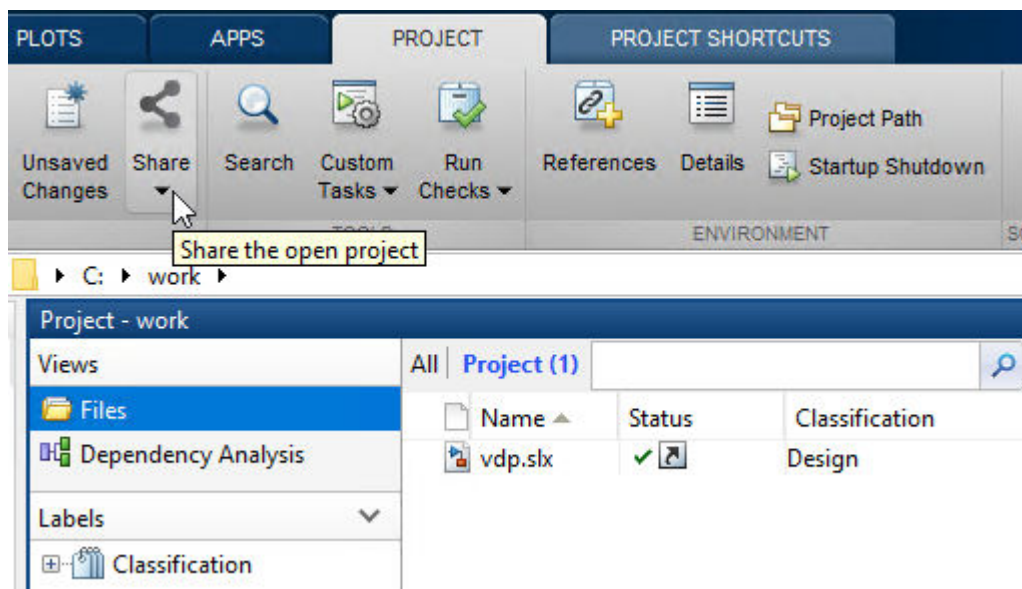 PLOTS APPS PROJECT PROJECT SHORTCUTS
Unsaved Changes
Share
Search
Custom Tasks
Run Checks
References
Details
Project Path
Startup Shutdown
ENVIRONMENT
Share the open project
C: work
Project - work
Views
All Project (1)
Files
Name Status Classification
Dependency Analysis
vdp.slx Design
Labels
Classification